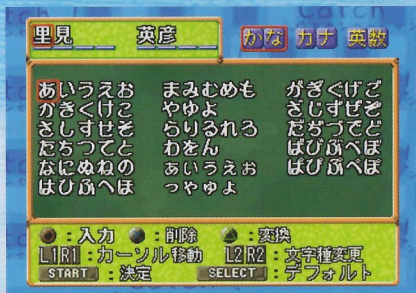 里見　英彦　かな　カナ　英数
あいうえお　まみむめも　がぎぐげご
かきくけこ　やゆよ　ざじずぜぞ
さしすせそ　らりるれろ　だぢづでど
たちつてと　わをん　ばびぶべぼ
なにぬねの　ぁぃぅぇぉ　ぱぴぷぺぽ
はひふへほ　っゃゅょ
：入力　：削除　：変換
L1R1：カーソル移動　L2R2：文字種変更
START：決定　SELECT：デフォルト